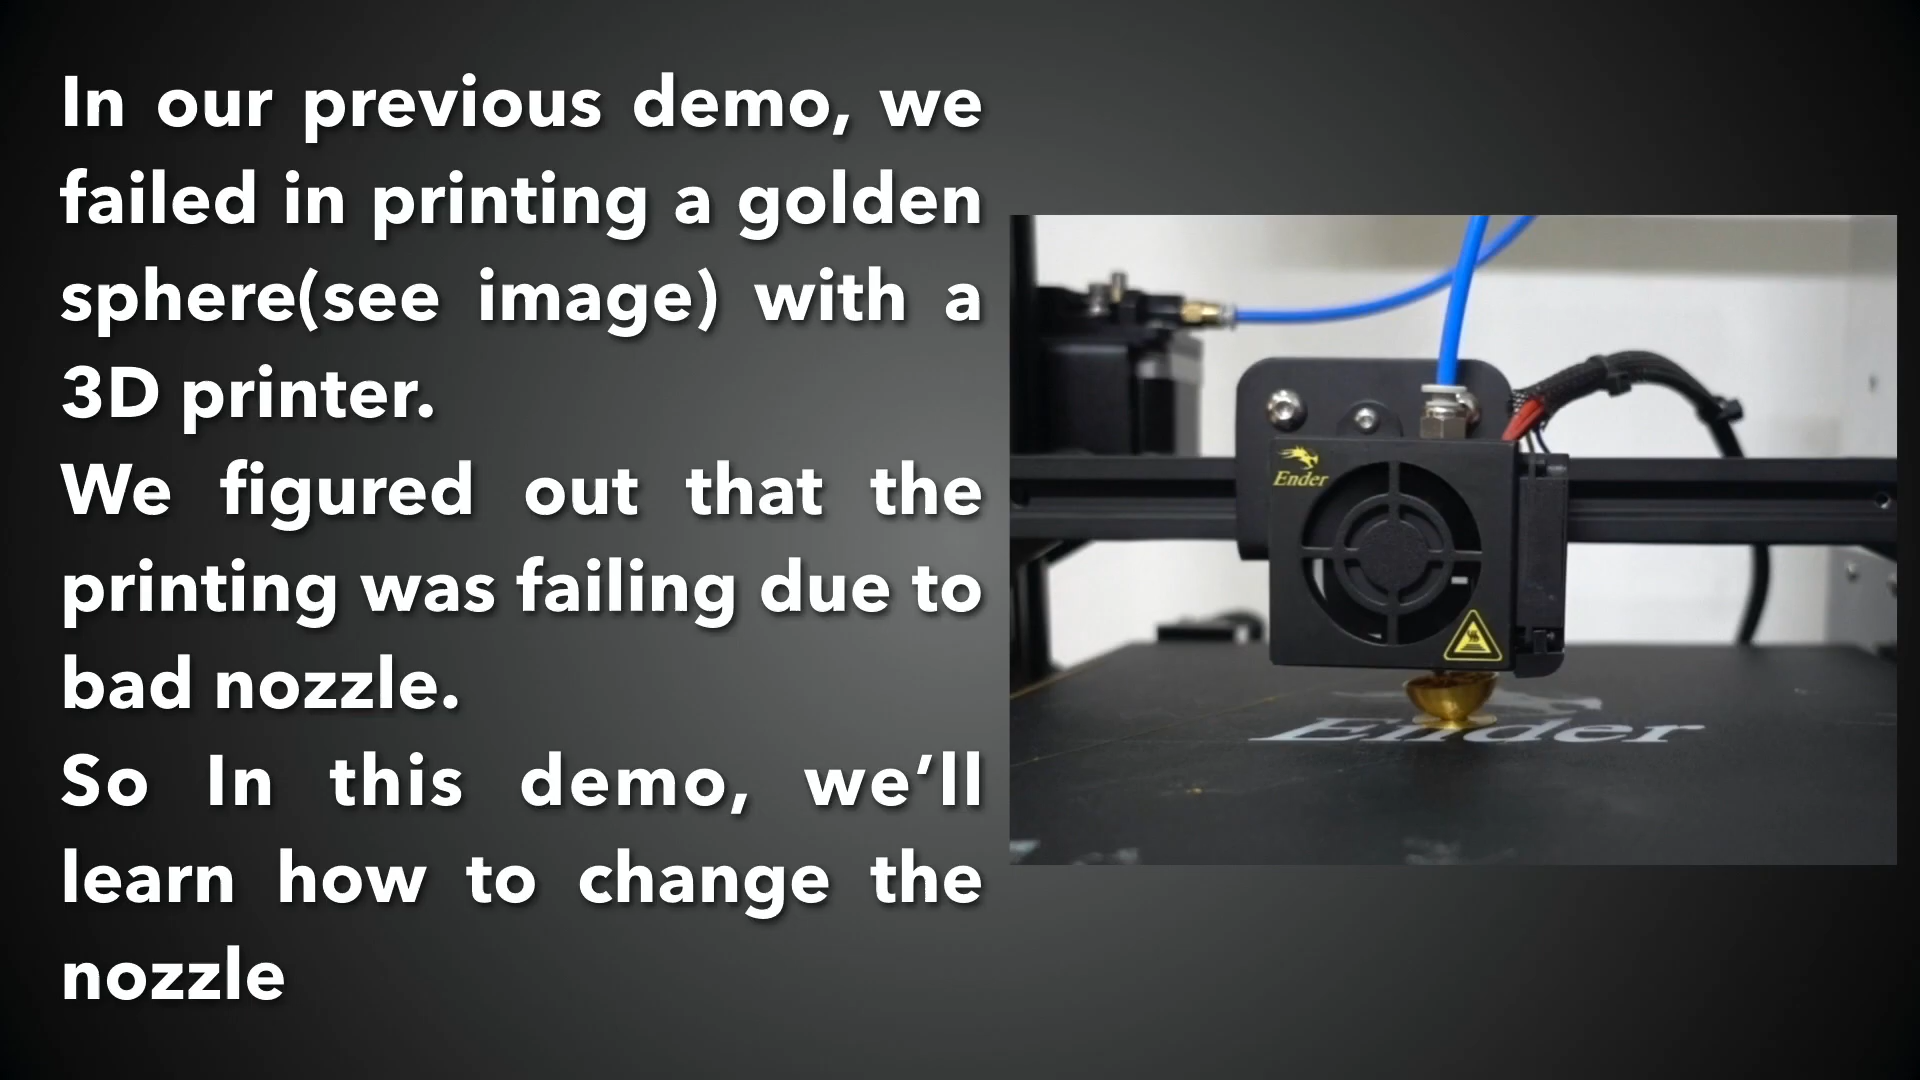 In our previous demo, we
failed in printing a golden
sphere(see image) with a
3D printer.
We figured out that the
printing was failing due to
bad nozzle.
So In this demo, we’ll
learn how to change the
nozzle
Ender
Ender